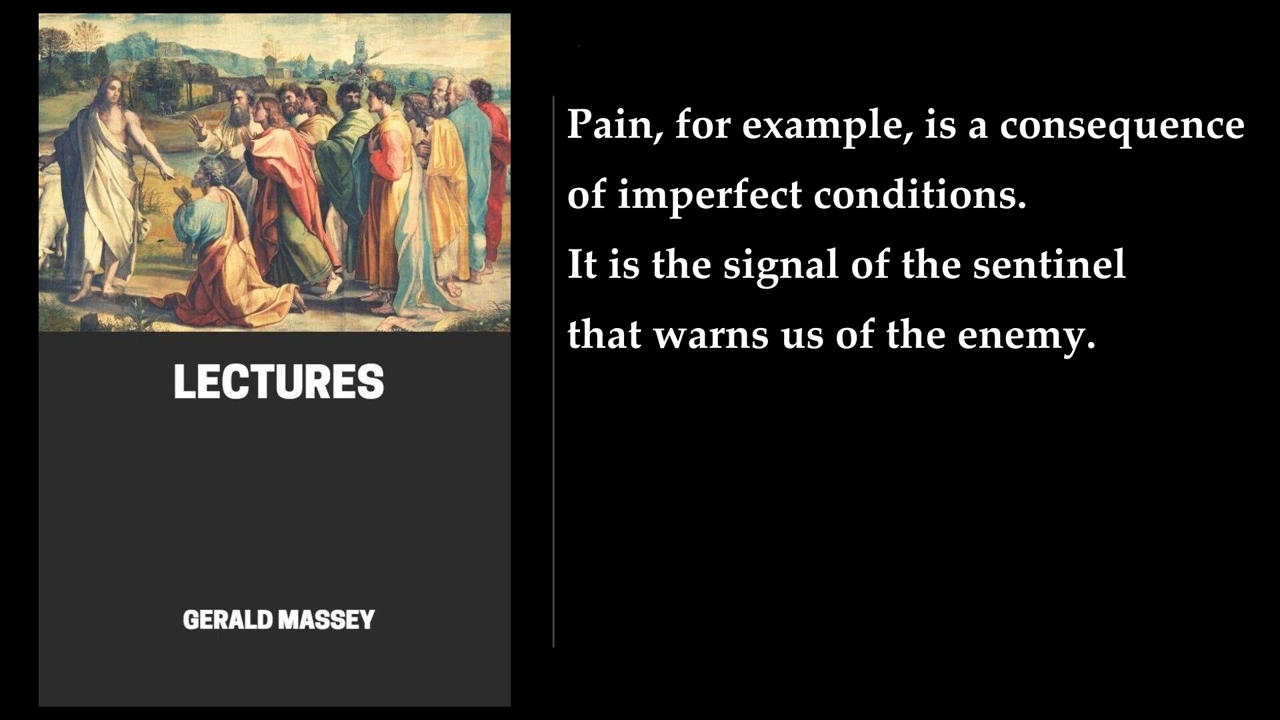 LECTURES
GERALD MASSEY
Pain, for example, is a consequence
of imperfect conditions.
It is the signal of the sentinel
that warns us of the enemy.